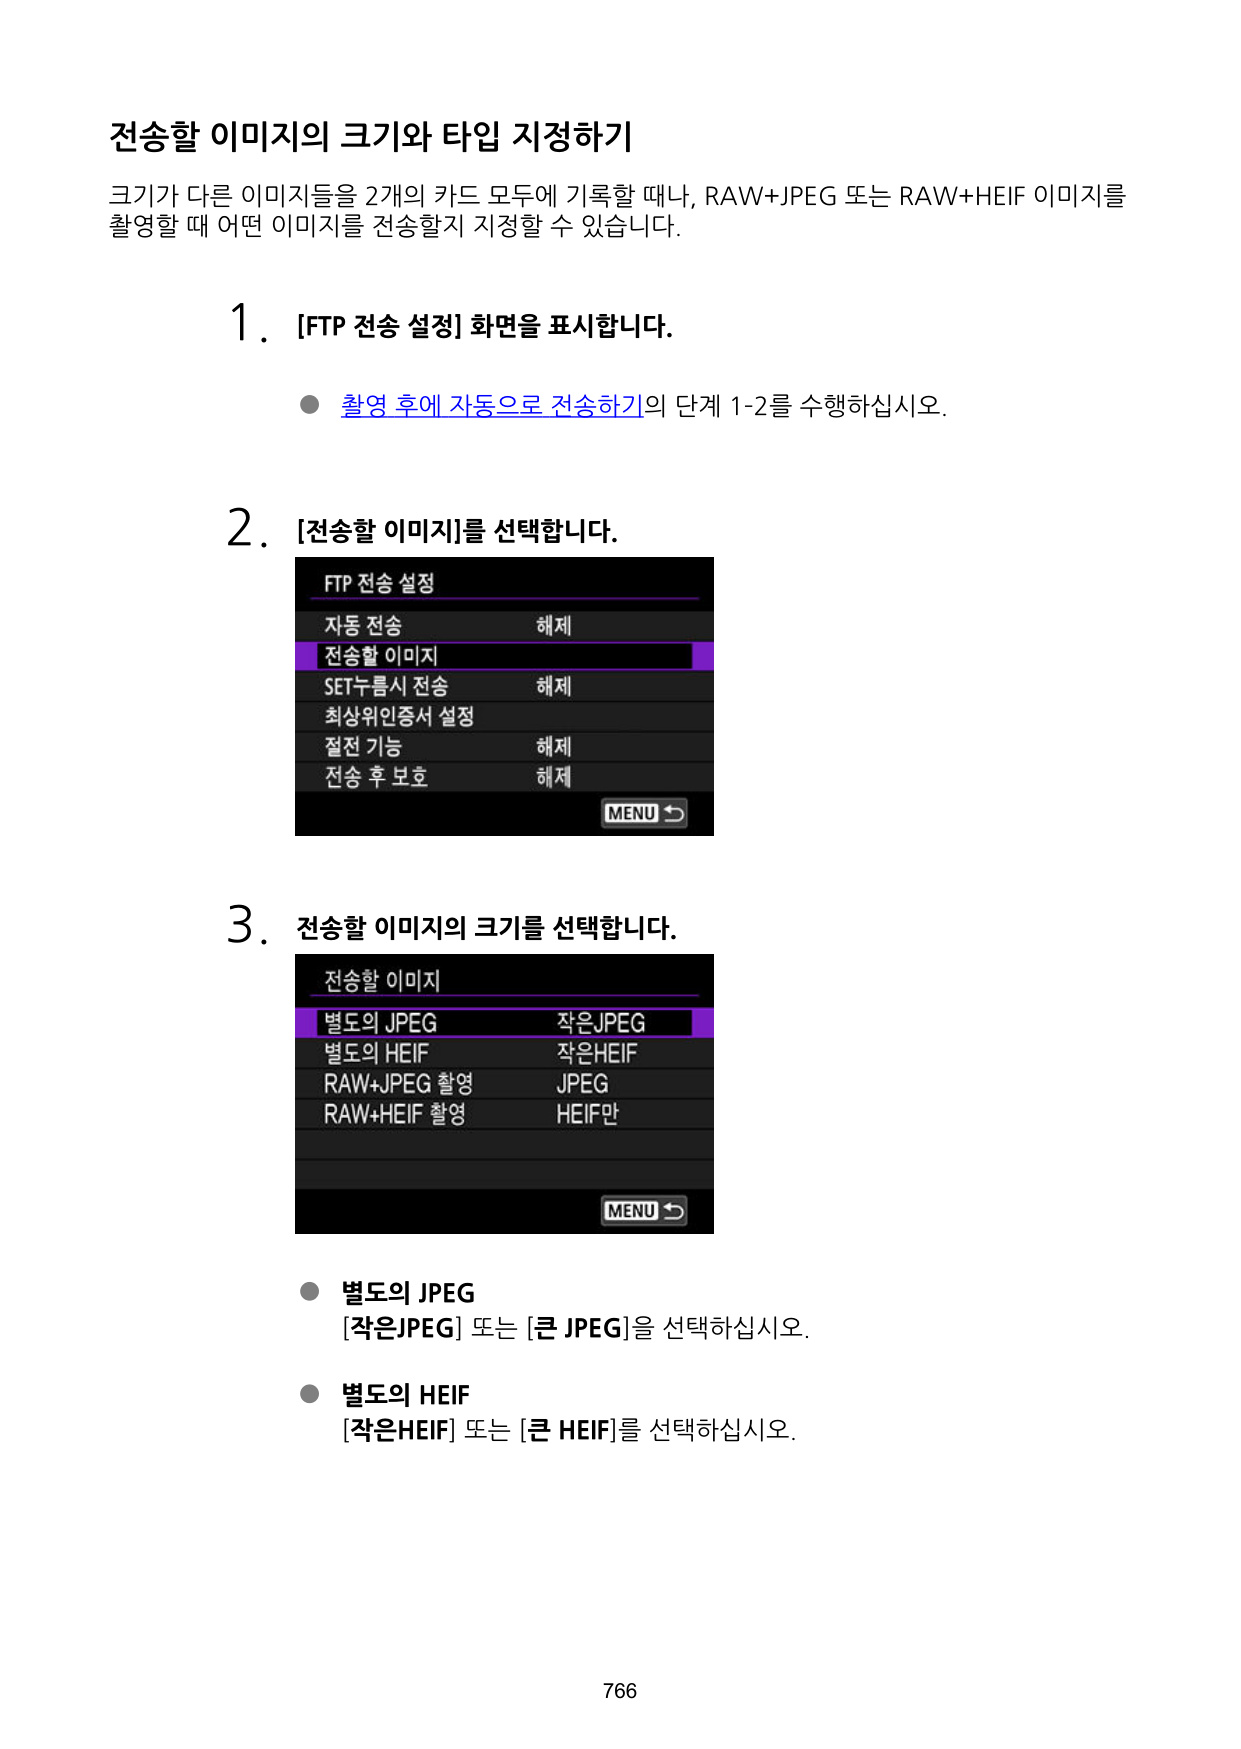 전송할 이미지의 크기와 타입 지정하기
크기가 다른 이미지들을 2개의 카드 모두에 기록할 때나, RAW+JPEG 또는 RAW+HEIF 이미지를
촬영할 때 어떤 이미지를 전송할지 지정할 수 있습니다.
1. [FTP 전송 설정] 화면을 표시합니다.
● 촬영 후에 자동으로 전송하기의 단계 1-2를 수행하십시오.
2. [전송할 이미지]를 선택합니다.
FTP 전송 설정
자동 전송 해제
전송할 이미지
SET누름시 전송 해제
최상위인증서 설정
절전 기능 해제
전송 후 보호 해제
MENU
3. 전송할 이미지의 크기를 선택합니다.
전송할 이미지
별도의 JPEG 작은JPEG
별도의 HEIF 작은HEIF
RAW+JPEG 촬영 JPEG
RAW+HEIF 촬영 HEIF만
MENU
● 별도의 JPEG
[작은JPEG] 또는 [큰 JPEG]을 선택하십시오.
● 별도의 HEIF
[작은HEIF] 또는 [큰 HEIF]를 선택하십시오.
766